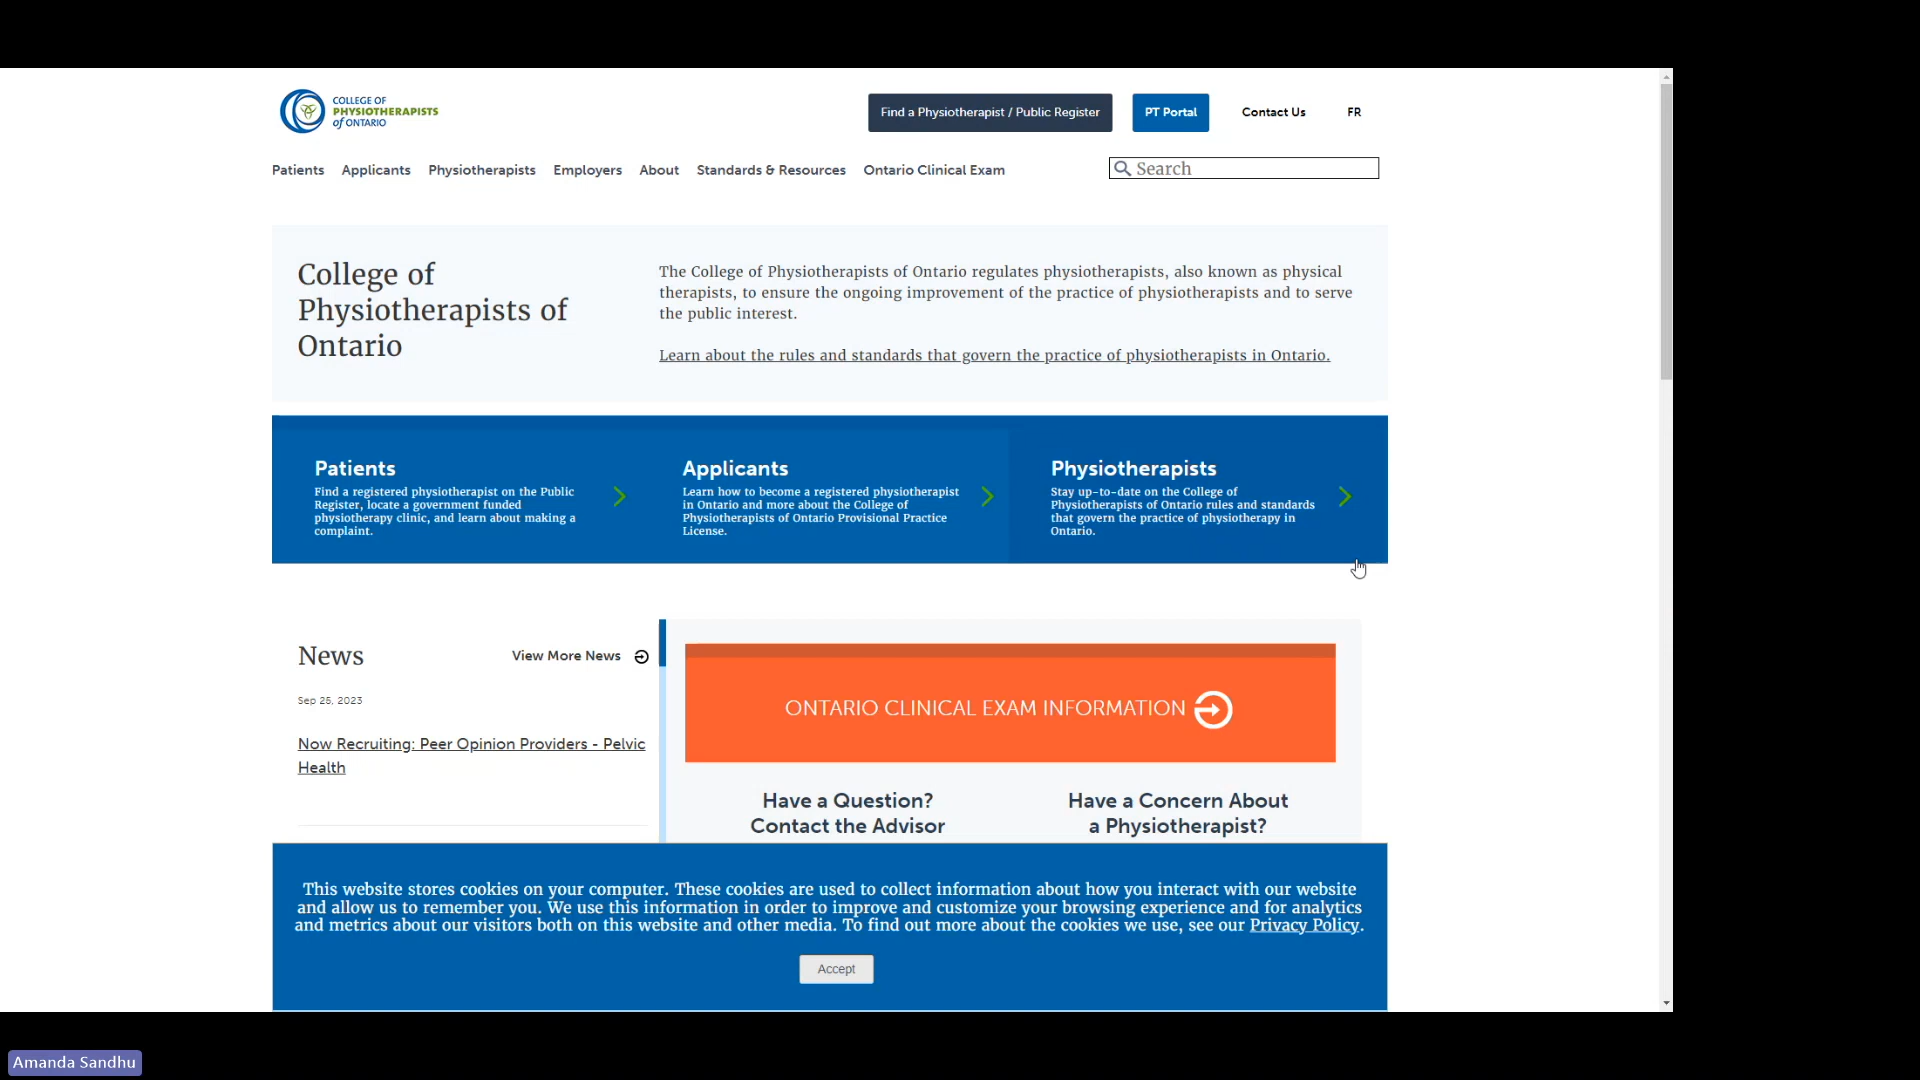 COLLEGE OF
PHYSIOTHERAPISTS
of ONTARIO
Find a Physiotherapist / Public Register
PT Portal
Contact Us
FR
Patients
Applicants
Physiotherapists
Employers
About
Standards & Resources
Ontario Clinical Exam
Search
College of
Physiotherapists of
Ontario
The College of Physiotherapists of Ontario regulates physiotherapists, also known as physical
therapists, to ensure the ongoing improvement of the practice of physiotherapists and to serve
the public interest.
Learn about the rules and standards that govern the practice of physiotherapists in Ontario.
Patients
Find a registered physiotherapist on the Public
Register, locate a government funded
physiotherapy clinic, and learn about making a
complaint.
Applicants
Learn how to become a registered physiotherapist
in Ontario and more about the College of
Physiotherapists of Ontario Provisional Practice
License.
Physiotherapists
Stay up-to-date on the College of
Physiotherapists of Ontario rules and standards
that govern the practice of physiotherapy in
Ontario.
News
View More News
Sep 25, 2023
Now Recruiting: Peer Opinion Providers - Pelvic
Health
ONTARIO CLINICAL EXAM INFORMATION
Have a Question?
Contact the Advisor
Have a Concern About
a Physiotherapist?
This website stores cookies on your computer. These cookies are used to collect information about how you interact with our website
and allow us to remember you. We use this information in order to improve and customize your browsing experience and for analytics
and metrics about our visitors both on this website and other media. To find out more about the cookies we use, see our Privacy Policy.
Accept
Amanda Sandhu